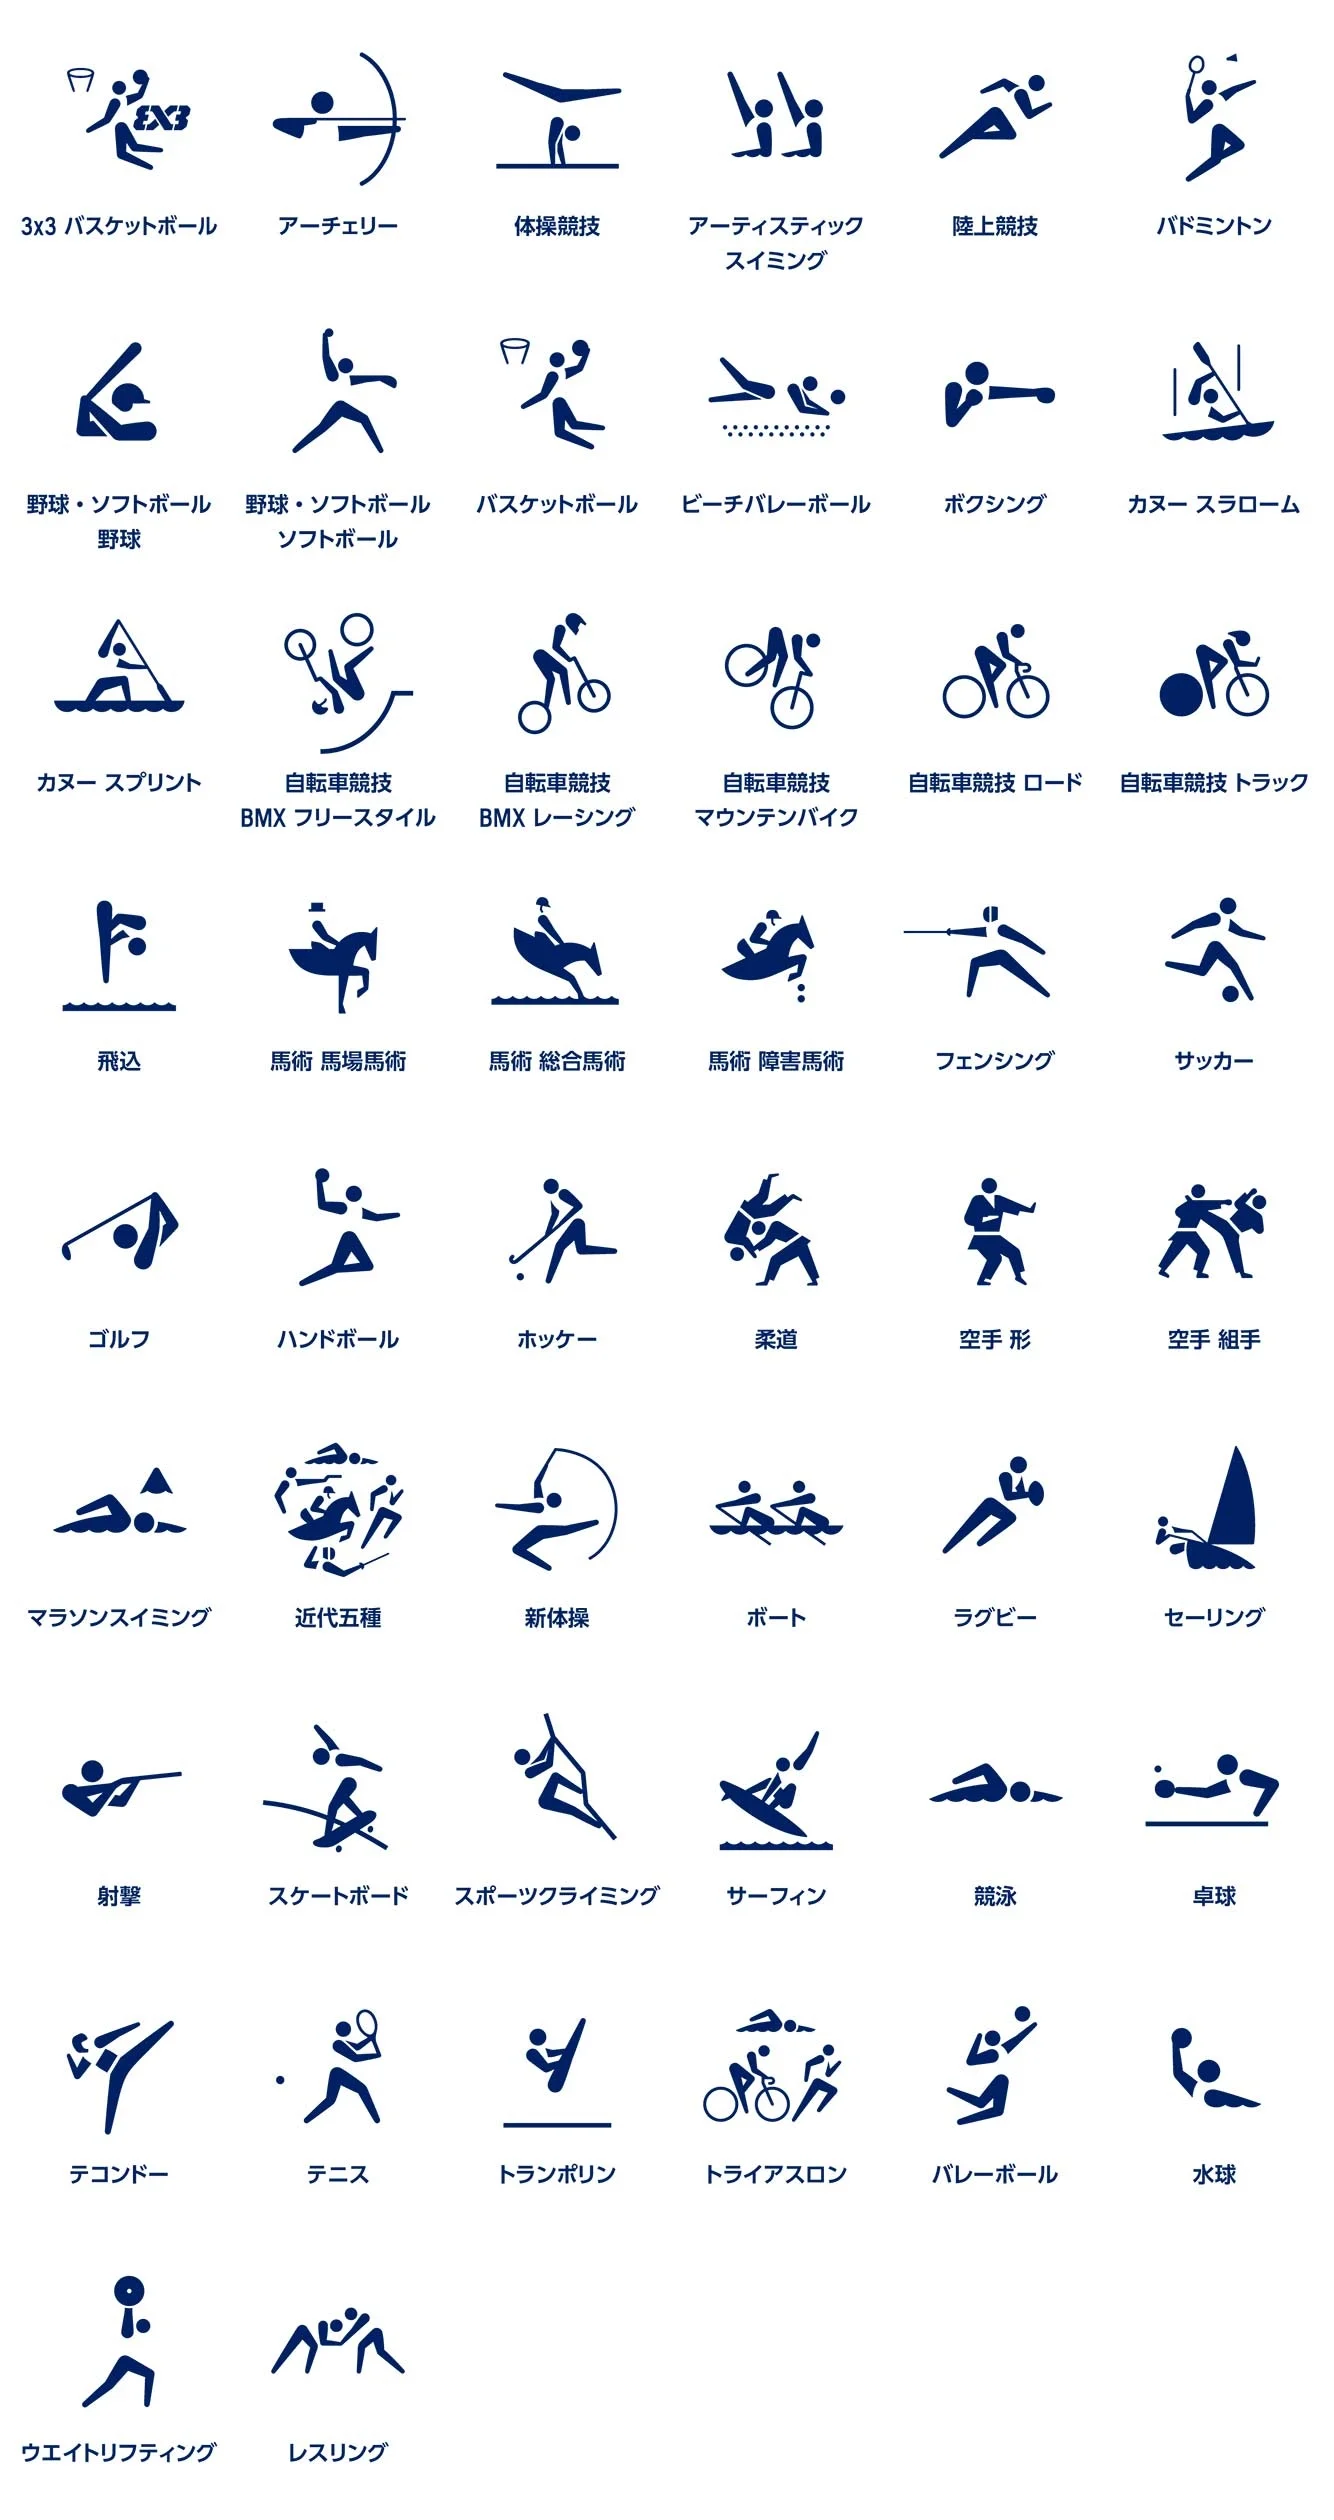 3X3
3x3 バスケットボール
アーチェリー
体操競技
アーティスティック
スイミング
陸上競技
バドミントン
野球・ソフトボール
野球
野球・ソフトボール
ソフトボール
バスケットボール
ビーチバレーボール
ボクシング
カヌー スラローム
カヌー スプリント
自転車競技
BMX フリースタイル
自転車競技
BMX レーシング
自転車競技
マウンテンバイク
自転車競技 ロード
自転車競技 トラック
飛込
馬術 馬場馬術
馬術 総合馬術
馬術 障害馬術
フェンシング
サッカー
ゴルフ
ハンドボール
ホッケー
柔道
空手 形
空手 組手
マラソンスイミング
近代五種
新体操
ボート
ラグビー
セーリング
射撃
スケートボード
スポーツクライミング
サーフィン
競泳
卓球
テコンドー
テニス
トランポリン
トライアスロン
バレーボール
水球
ウエイトリフティング
レスリング